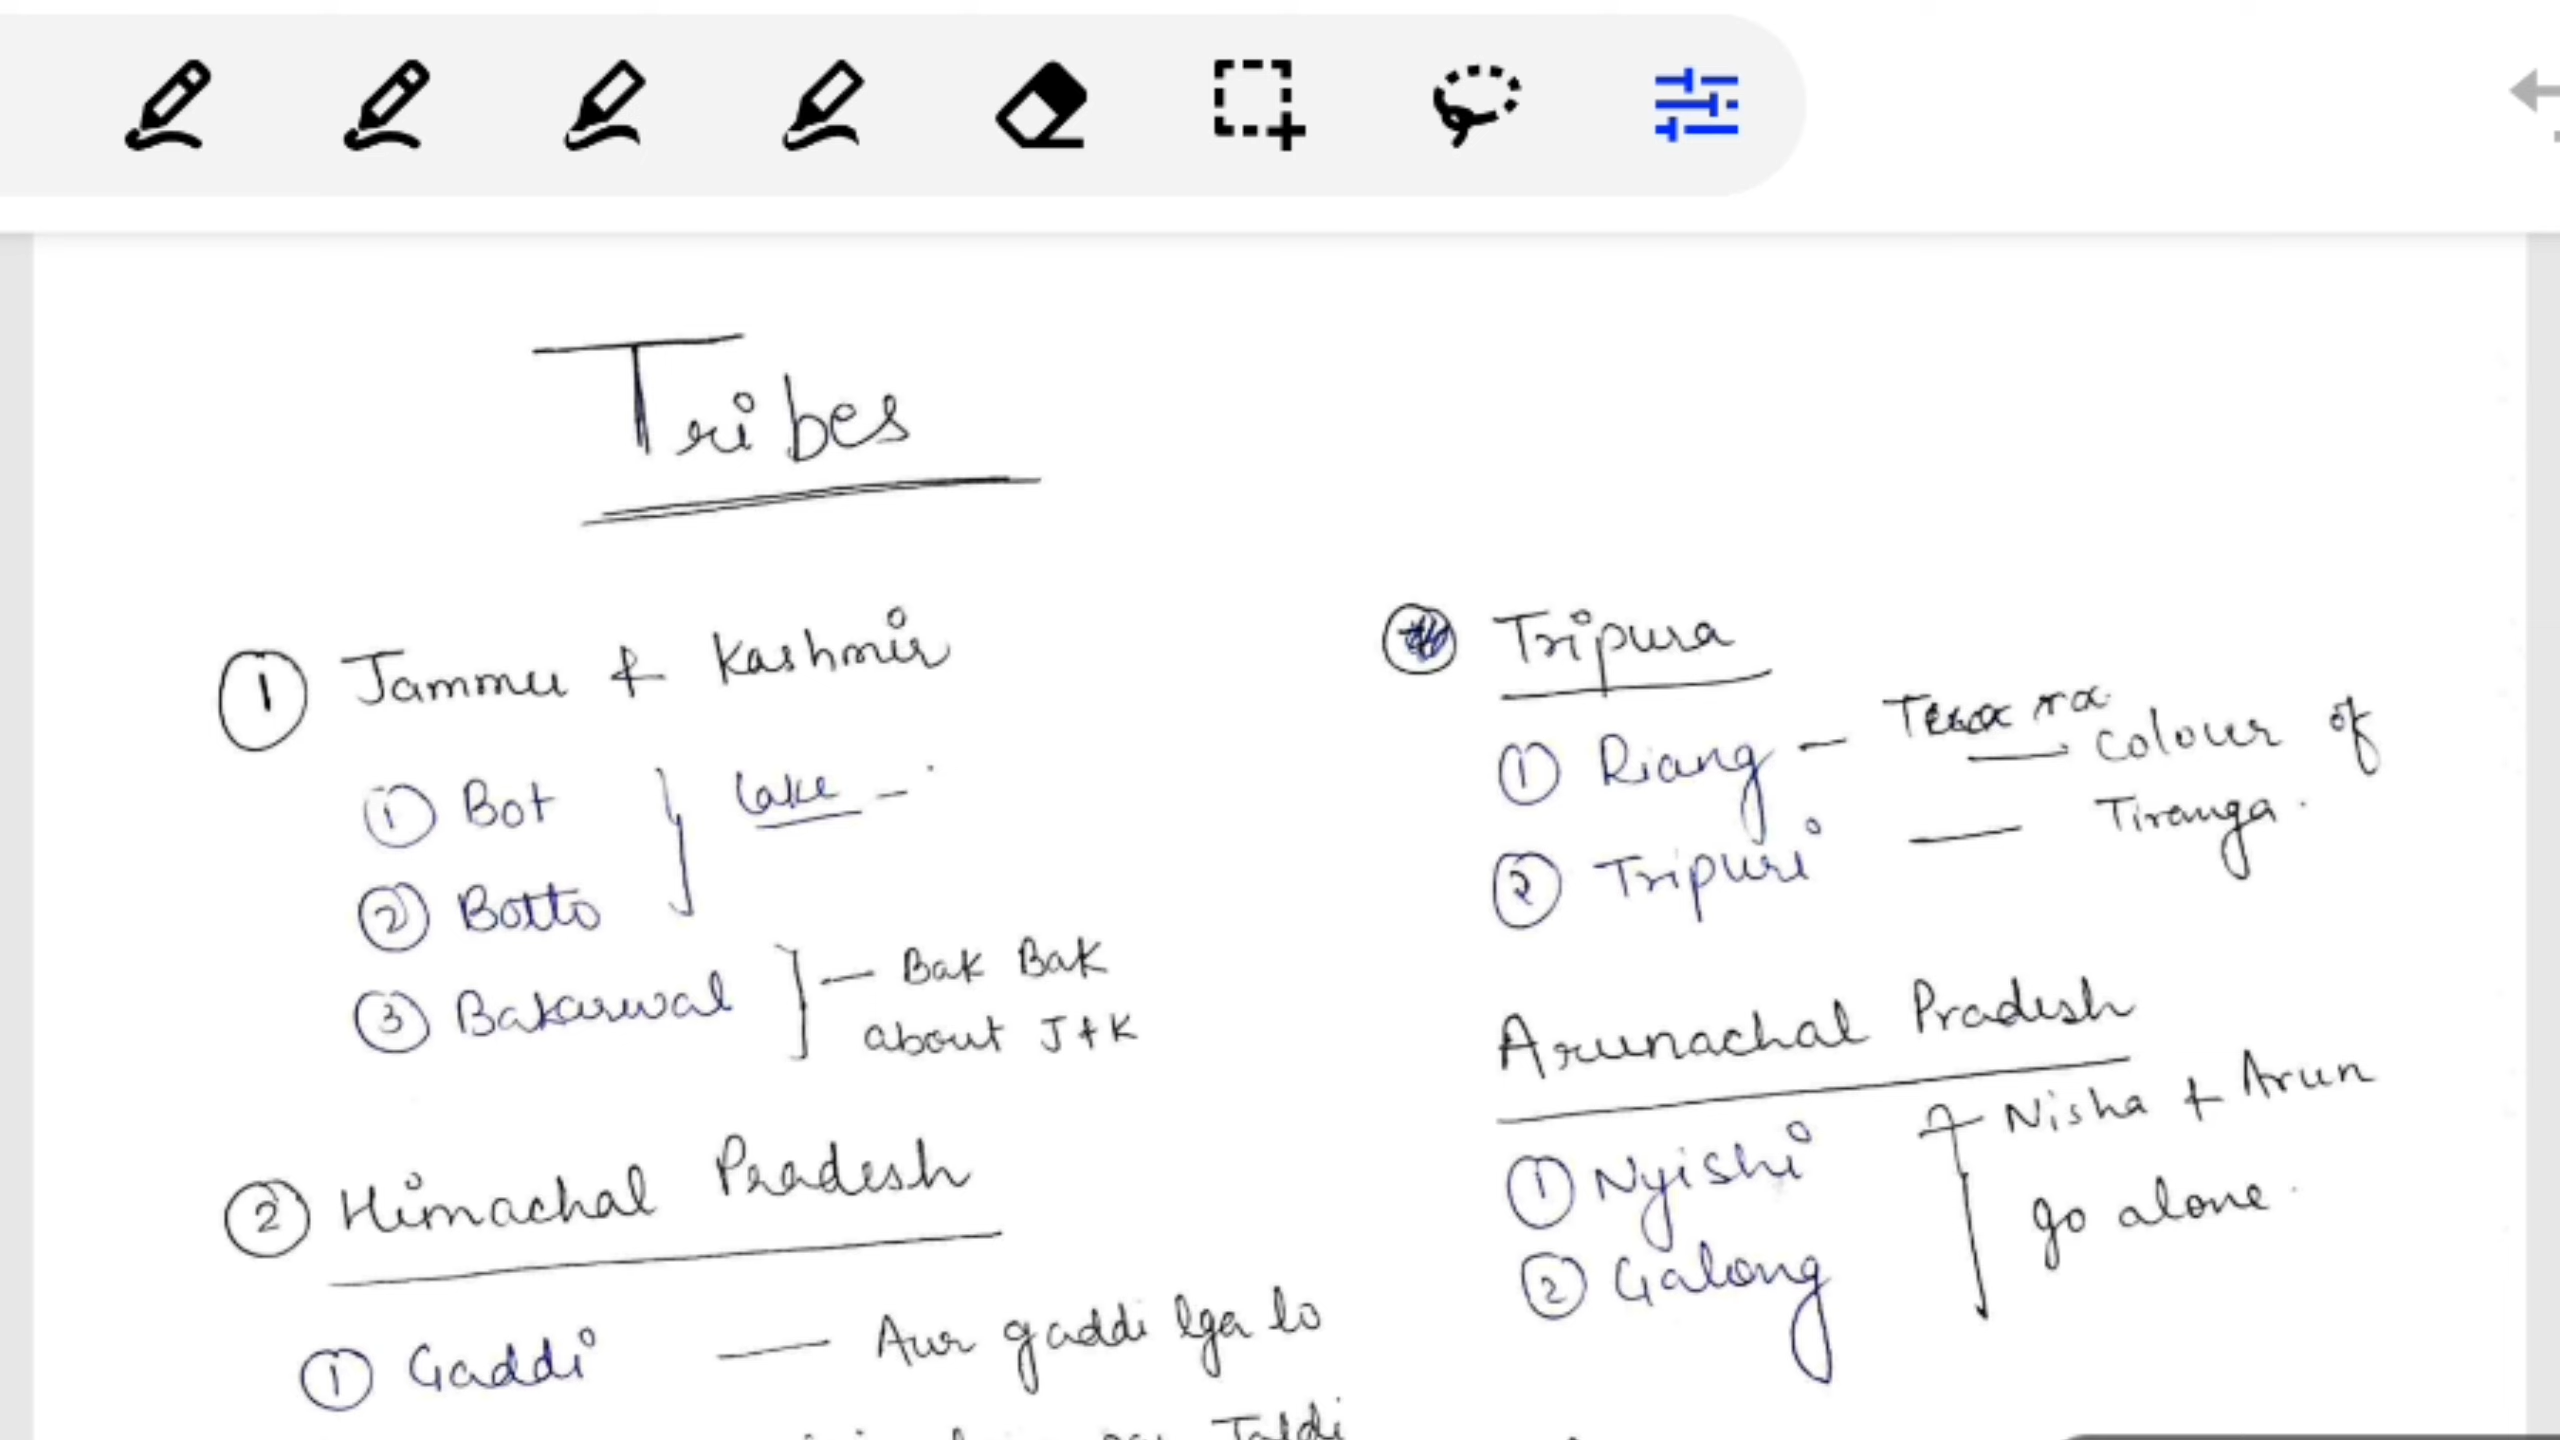 Tribes
① Jammu & Kashmir
① Bot
② Botto
Lake -
③ Bakarwal
— Bak Bak
about J & K
② Himachal Pradesh
① Gaddi — Aur gaddi lga lo
Jaldi
Tripura
① Riang —
— Colour of
② Tripuri — Tiranga.
Arunachal Pradesh
① Nyishi
② Galong
Nisha & Arun
go alone.